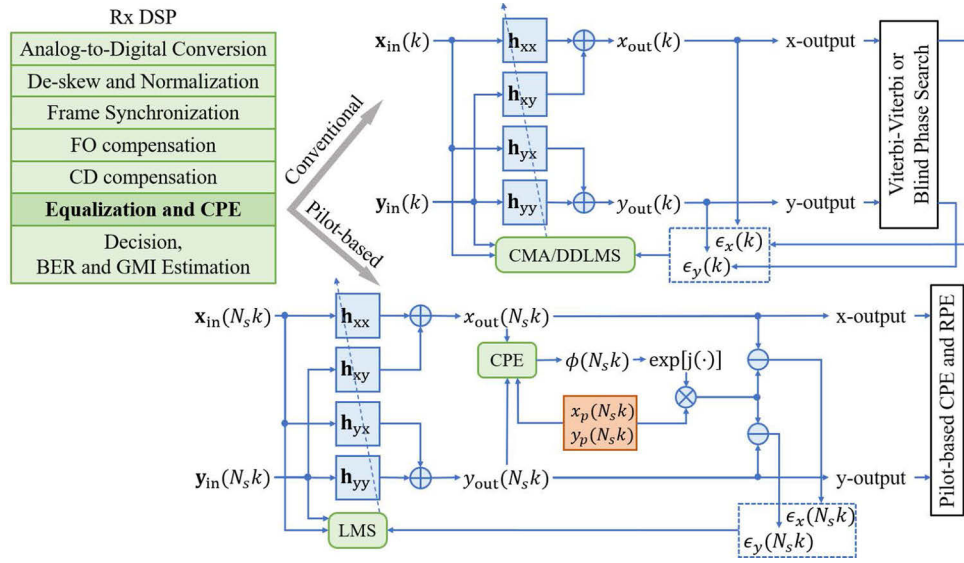 Rx DSP
Analog-to-Digital Conversion
De-skew and Normalization
Frame Synchronization
FO compensation
CD compensation
Equalization and CPE
Decision,
BER and GMI Estimation
Conventional
Pilot-based
𝐱in(k)
𝐲in(k)
𝐡xx
𝐡xy
𝐡yx
𝐡yy
⊕
⊕
xout(k)
yout(k)
x-output
y-output
Viterbi-Viterbi or
Blind Phase Search
CMA/DDLMS
ϵx(k)
ϵy(k)
𝐱in(Nsk)
𝐲in(Nsk)
𝐡xx
𝐡xy
𝐡yx
𝐡yy
⊕
⊕
xout(Nsk)
CPE
ϕ(Nsk)
exp[j(·)]
⊗
xp(Nsk)
yp(Nsk)
yout(Nsk)
⊖
⊖
x-output
y-output
Pilot-based CPE and RPE
LMS
ϵx(Nsk)
ϵy(Nsk)